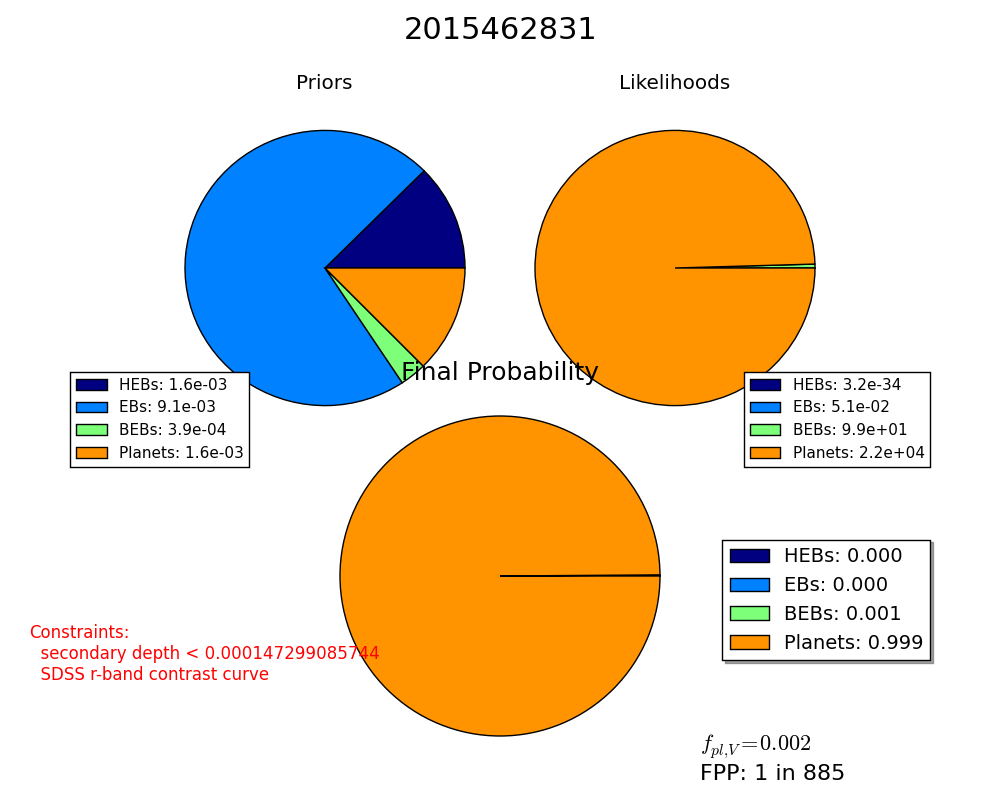 2015462831
Priors
Likelihoods
HEBs: 1.6e-03
EBs: 9.1e-03
BEBs: 3.9e-04
Planets: 1.6e-03
HEBs: 3.2e-34
EBs: 5.1e-02
BEBs: 9.9e+01
Planets: 2.2e+04
Final Probability
HEBs: 0.000
EBs: 0.000
BEBs: 0.001
Planets: 0.999
Constraints:
secondary depth < 0.000147299085744
SDSS r-band contrast curve
f_{pl,V}=0.002
FPP: 1 in 885